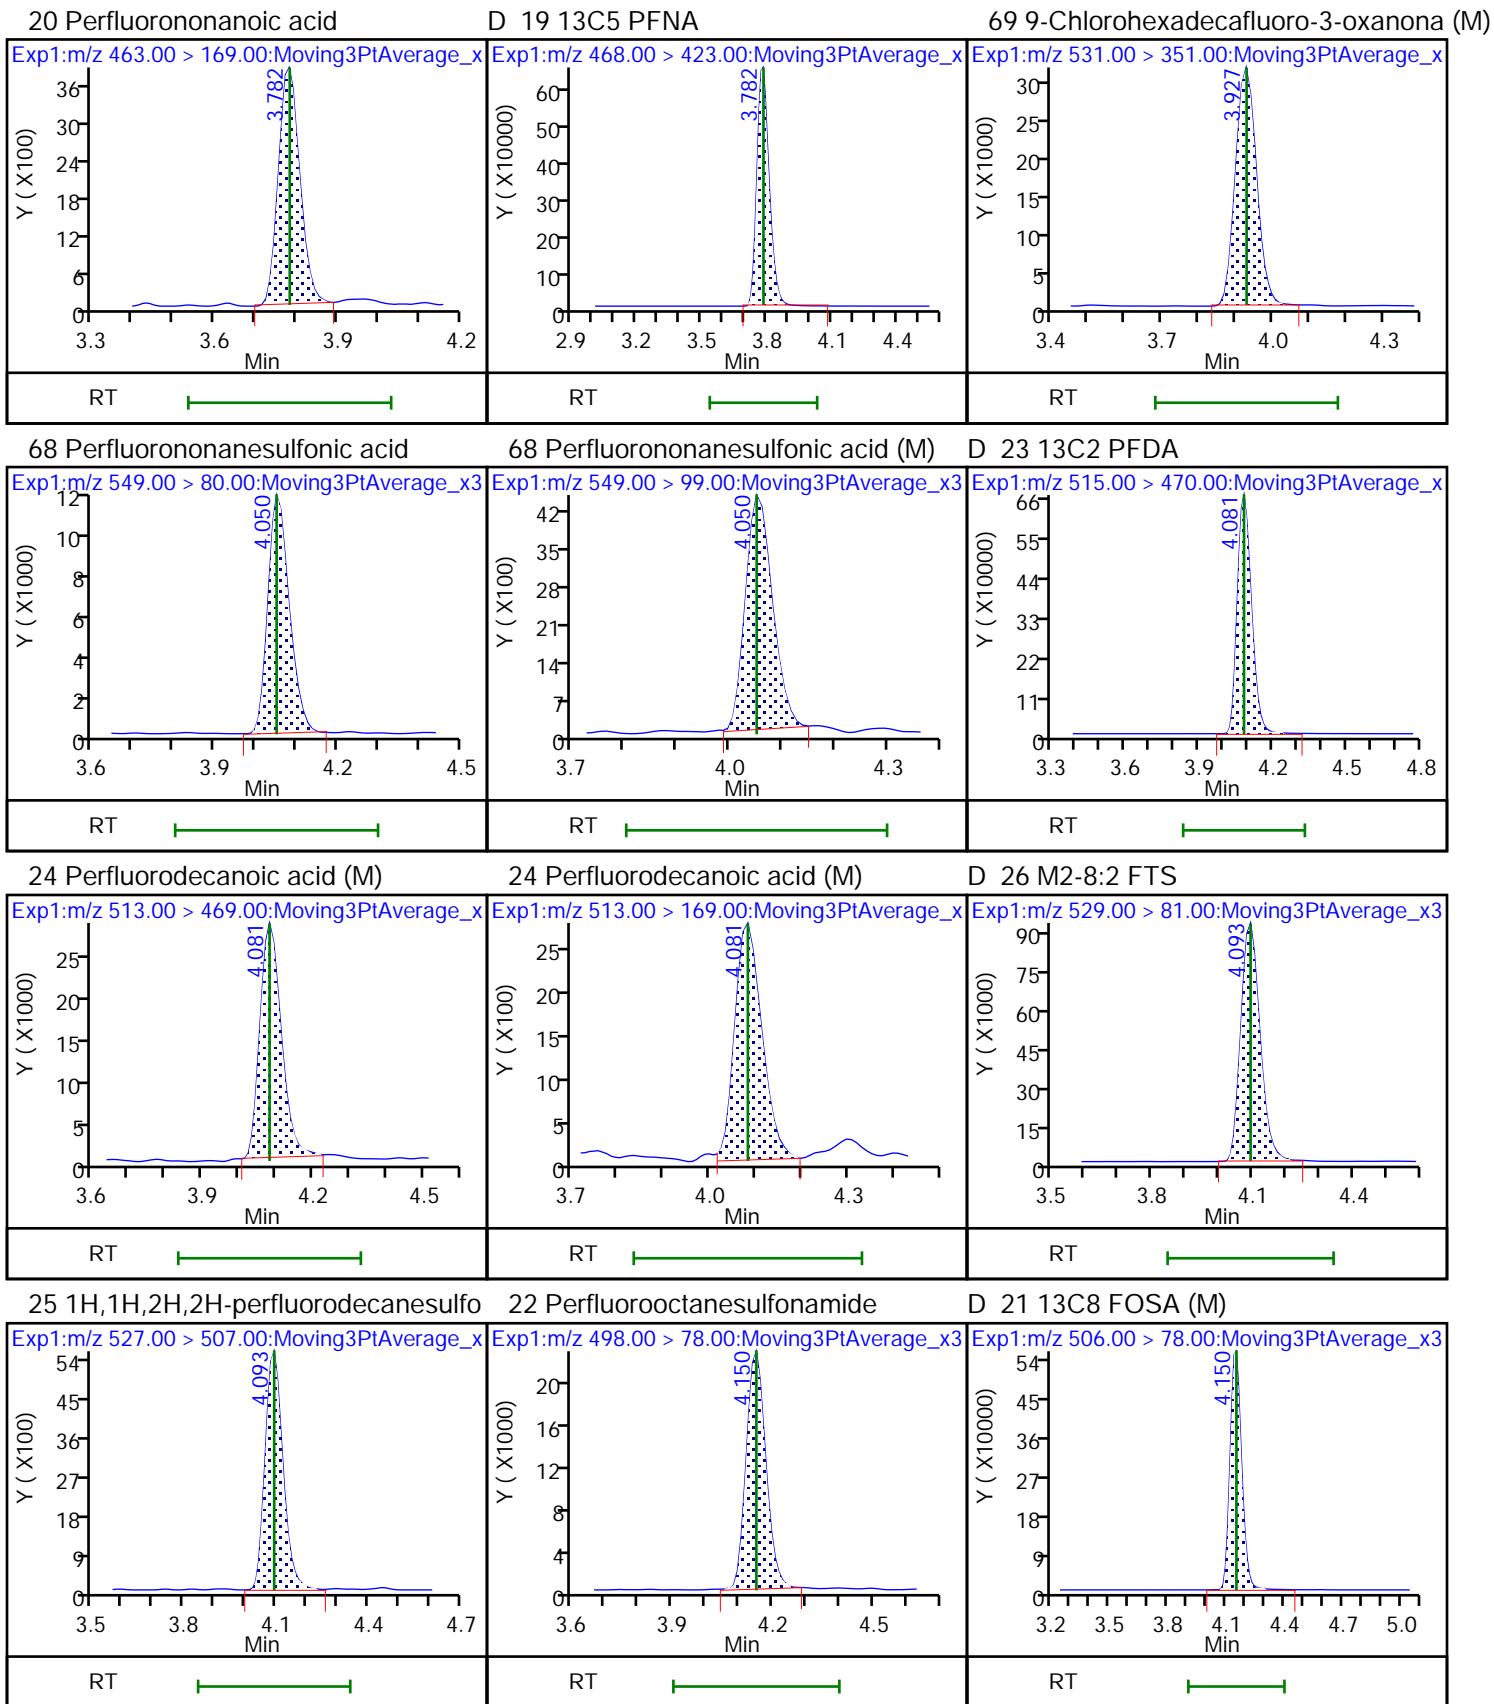 20 Perfluorononanoic acid
Exp1:m/z 463.00 > 169.00:Moving3PtAverage_x
3.782
Y ( X100)
36
30
24
18
12
6
0
3.3 3.6 3.9 4.2
Min
RT
D 19 13C5 PFNA
Exp1:m/z 468.00 > 423.00:Moving3PtAverage_x
3.782
Y ( X10000)
60
50
40
30
20
10
0
2.9 3.2 3.5 3.8 4.1 4.4
Min
RT
69 9-Chlorohexadecafluoro-3-oxanona (M)
Exp1:m/z 531.00 > 351.00:Moving3PtAverage_x
3.927
Y ( X1000)
30
25
20
15
10
5
0
3.4 3.7 4.0 4.3
Min
RT
68 Perfluorononanesulfonic acid
Exp1:m/z 549.00 > 80.00:Moving3PtAverage_x3
4.050
Y ( X1000)
12
10
8
6
4
2
0
3.6 3.9 4.2 4.5
Min
RT
68 Perfluorononanesulfonic acid (M)
Exp1:m/z 549.00 > 99.00:Moving3PtAverage_x3
4.050
Y ( X100)
42
35
28
21
14
7
0
3.7 4.0 4.3
Min
RT
D 23 13C2 PFDA
Exp1:m/z 515.00 > 470.00:Moving3PtAverage_x
4.081
Y ( X10000)
66
55
44
33
22
11
0
3.3 3.6 3.9 4.2 4.5 4.8
Min
RT
24 Perfluorodecanoic acid (M)
Exp1:m/z 513.00 > 469.00:Moving3PtAverage_x
4.081
Y ( X1000)
25
20
15
10
5
0
3.6 3.9 4.2 4.5
Min
RT
24 Perfluorodecanoic acid (M)
Exp1:m/z 513.00 > 169.00:Moving3PtAverage_x
4.081
Y ( X100)
25
20
15
10
5
0
3.7 4.0 4.3
Min
RT
D 26 M2-8:2 FTS
Exp1:m/z 529.00 > 81.00:Moving3PtAverage_x3
4.093
Y ( X1000)
90
75
60
45
30
15
0
3.5 3.8 4.1 4.4
Min
RT
25 1H,1H,2H,2H-perfluorodecanesulfo
Exp1:m/z 527.00 > 507.00:Moving3PtAverage_x
4.093
Y ( X100)
54
45
36
27
18
9
0
3.5 3.8 4.1 4.4 4.7
Min
RT
22 Perfluorooctanesulfonamide
Exp1:m/z 498.00 > 78.00:Moving3PtAverage_x3
4.150
Y ( X1000)
20
16
12
8
4
0
3.6 3.9 4.2 4.5
Min
RT
D 21 13C8 FOSA (M)
Exp1:m/z 506.00 > 78.00:Moving3PtAverage_x3
4.150
Y ( X10000)
54
45
36
27
18
9
0
3.2 3.5 3.8 4.1 4.4 4.7 5.0
Min
RT